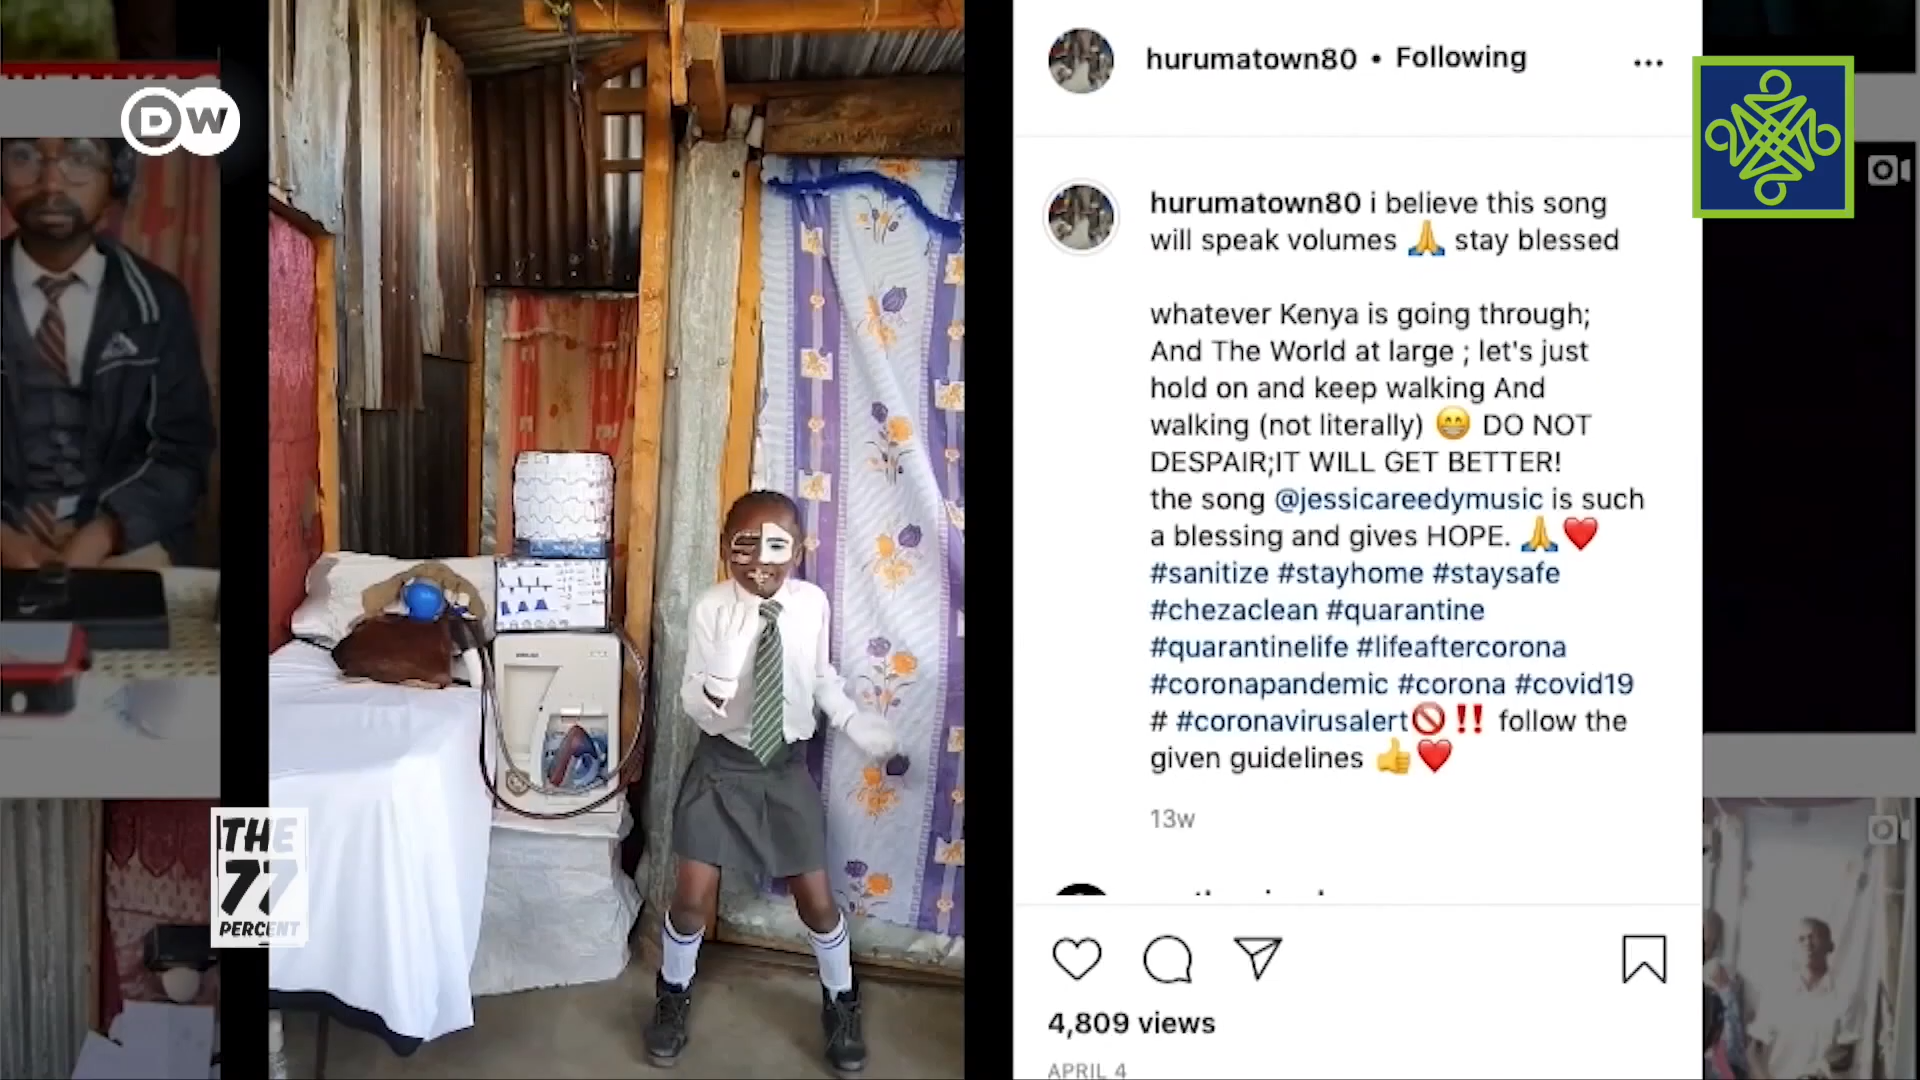 DW
THE
77
PERCENT
hurumatown80 • Following
hurumatown80 i believe this song
will speak volumes 🙏 stay blessed
whatever Kenya is going through;
And The World at large ; let's just
hold on and keep walking And
walking (not literally) 😁 DO NOT
DESPAIR;IT WILL GET BETTER!
the song @jessicareedymusic is such
a blessing and gives HOPE. 🙏❤️
#sanitize #stayhome #staysafe
#chezaclean #quarantine
#quarantinelife #lifeaftercorona
#coronapandemic #corona #covid19
# #coronavirusalert🚫‼️ follow the
given guidelines 👍❤️
13w
4,809 views
APRIL 4